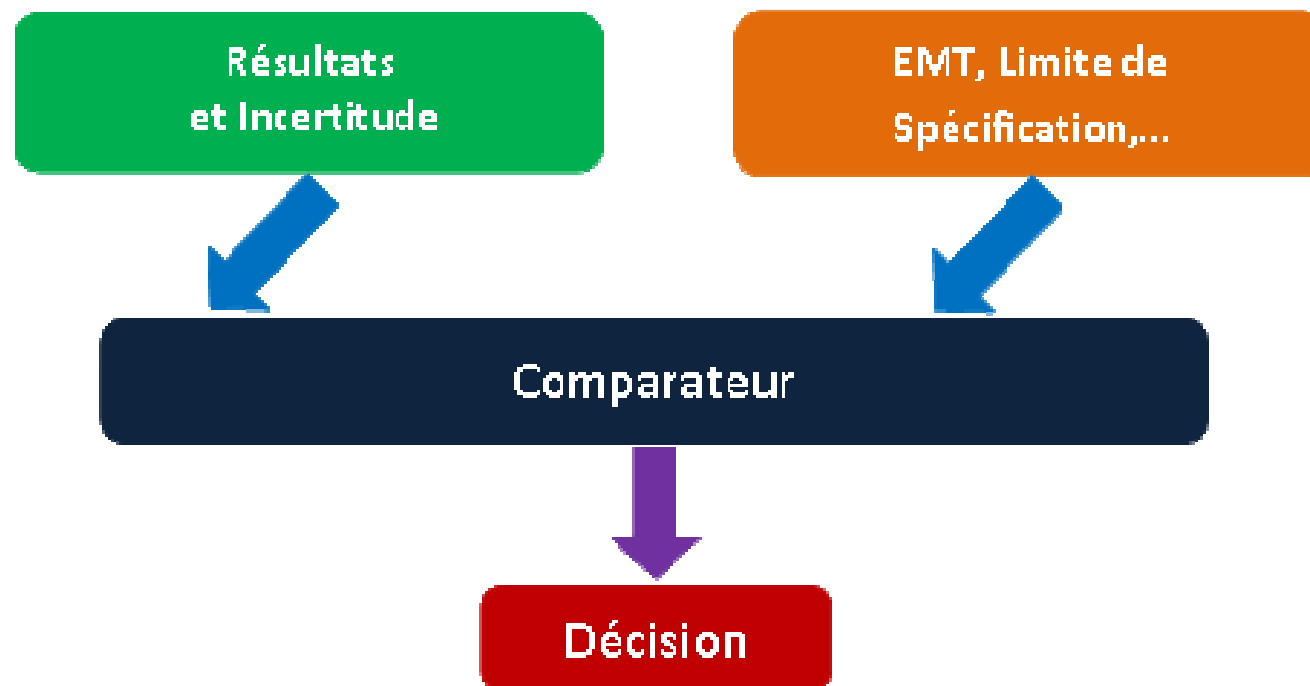 Résultats
et Incertitude
EMT, Limite de
Spécification,...
Comparateur
Décision